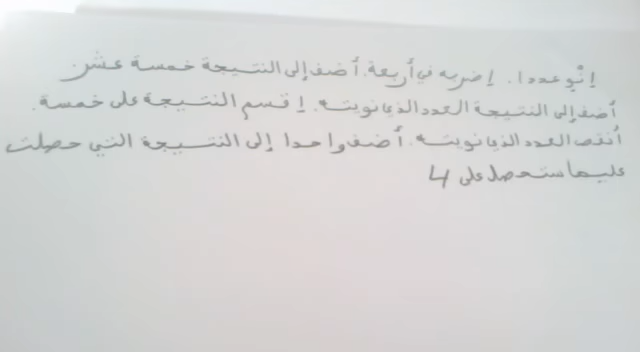 إنْوِ عددا. إضربه في أربعة. أضف إلى النتيجة خمسة عشر.
أضف إلى النتيجة العدد الذي نويته. إقسم النتيجة على خمسة.
أنقص العدد الذي نويته. أضف واحدا إلى النتيجة التي حصلت
عليها ستحصل على 4